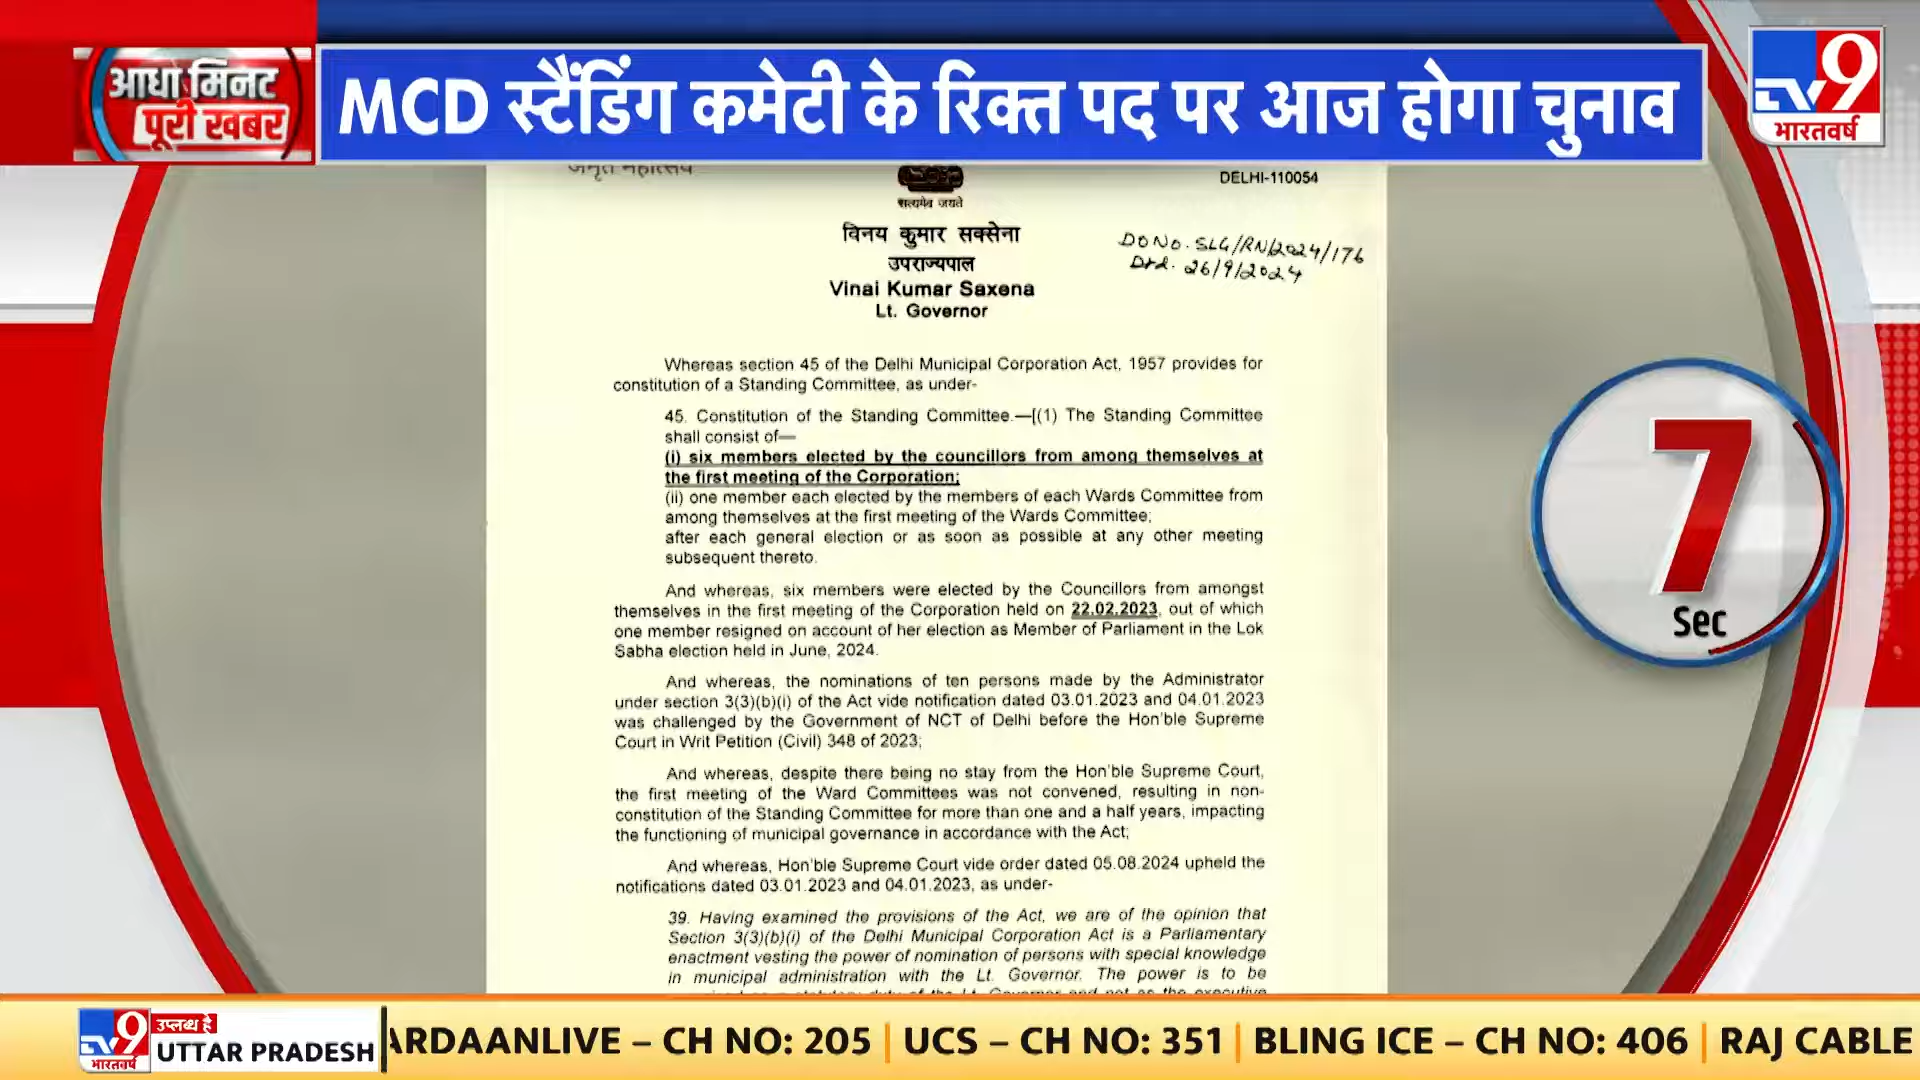 आधा मिनट
पूरी खबर
MCD स्टैंडिंग कमेटी के रिक्त पद पर आज होगा चुनाव
TV9
भारतवर्ष
अमृत महोत्सव
DELHI-110054
सत्यमेव जयते
विनय कुमार सक्सेना
उपराज्यपाल
Vinai Kumar Saxena
Lt. Governor
DO NO. SLG/RN/2024/176
Dtd. 26/9/2024
Whereas section 45 of the Delhi Municipal Corporation Act, 1957 provides for
constitution of a Standing Committee, as under-
45. Constitution of the Standing Committee.—[(1) The Standing Committee
shall consist of—
(i) six members elected by the councillors from among themselves at
the first meeting of the Corporation;
(ii) one member each elected by the members of each Wards Committee from
among themselves at the first meeting of the Wards Committee;
after each general election or as soon as possible at any other meeting
subsequent thereto.
And whereas, six members were elected by the Councillors from amongst
themselves in the first meeting of the Corporation held on 22.02.2023, out of which
one member resigned on account of her election as Member of Parliament in the Lok
Sabha election held in June, 2024.
And whereas, the nominations of ten persons made by the Administrator
under section 3(3)(b)(i) of the Act vide notification dated 03.01.2023 and 04.01.2023
was challenged by the Government of NCT of Delhi before the Hon'ble Supreme
Court in Writ Petition (Civil) 348 of 2023;
And whereas, despite there being no stay from the Hon'ble Supreme Court,
the first meeting of the Ward Committees was not convened, resulting in non-
constitution of the Standing Committee for more than one and a half years, impacting
the functioning of municipal governance in accordance with the Act;
And whereas, Hon'ble Supreme Court vide order dated 05.08.2024 upheld the
notifications dated 03.01.2023 and 04.01.2023, as under-
39. Having examined the provisions of the Act, we are of the opinion that
Section 3(3)(b)(i) of the Delhi Municipal Corporation Act is a Parliamentary
enactment vesting the power of nomination of persons with special knowledge
in municipal administration with the Lt. Governor. The power is to be
7
Sec
TV9
भारतवर्ष
उप्लब्ध है
UTTAR PRADESH
ARDAANLIVE – CH NO: 205 | UCS – CH NO: 351 | BLING ICE – CH NO: 406 | RAJ CABLE